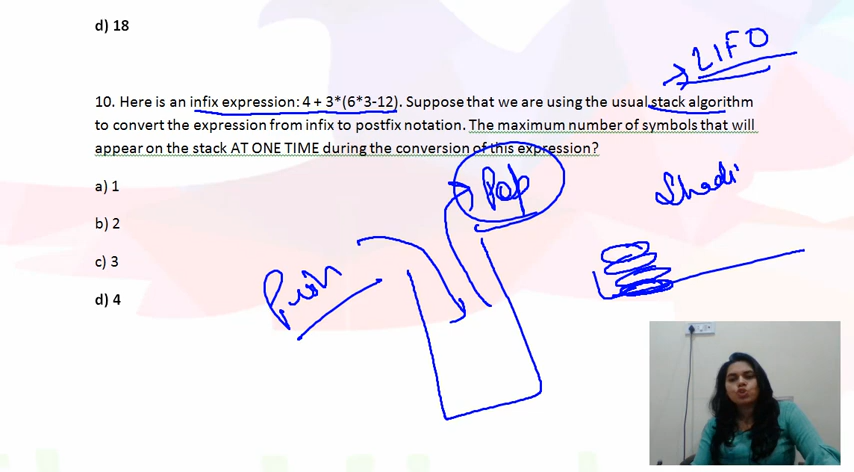 d) 18
LIFO
10. Here is an infix expression: 4 + 3*(6*3-12). Suppose that we are using the usual stack algorithm
to convert the expression from infix to postfix notation. The maximum number of symbols that will
appear on the stack AT ONE TIME during the conversion of this expression?
a) 1
Pop
Shadi
b) 2
c) 3
Push
d) 4